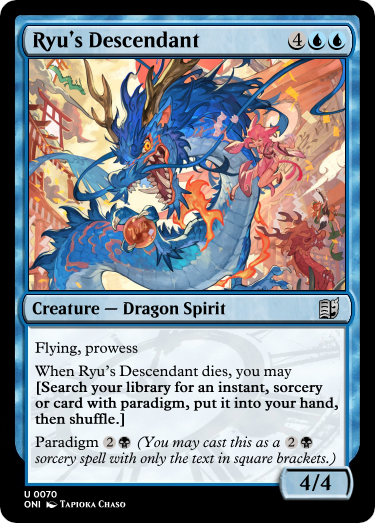 Ryu's Descendant 4UU
Creature — Dragon Spirit
Flying, prowess
When Ryu's Descendant dies, you may
[Search your library for an instant, sorcery
or card with paradigm, put it into your hand,
then shuffle.]
Paradigm 2 (You may cast this as a 2
sorcery spell with only the text in square brackets.)
4/4
U 0070
ONI TAPIOKA CHASO